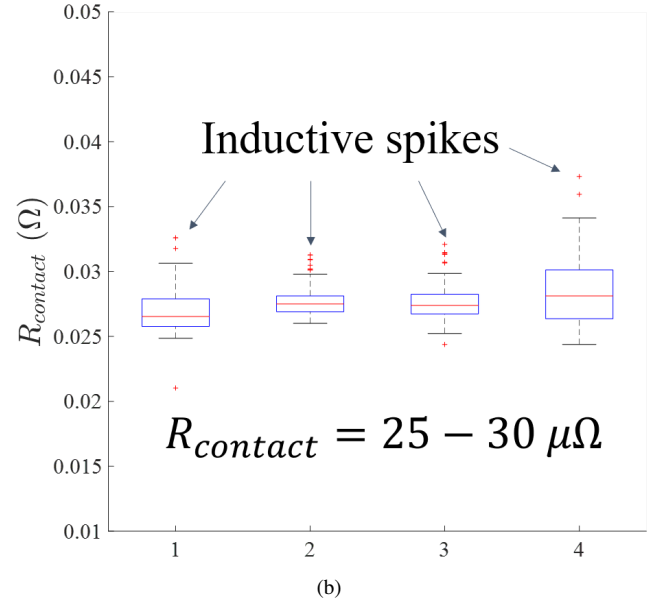 0.05
0.045
0.04
Inductive spikes
0.035
R_contact (Ω)
0.03
0.025
0.02
R_contact = 25 − 30 μΩ
0.015
0.01
1 2 3 4
(b)